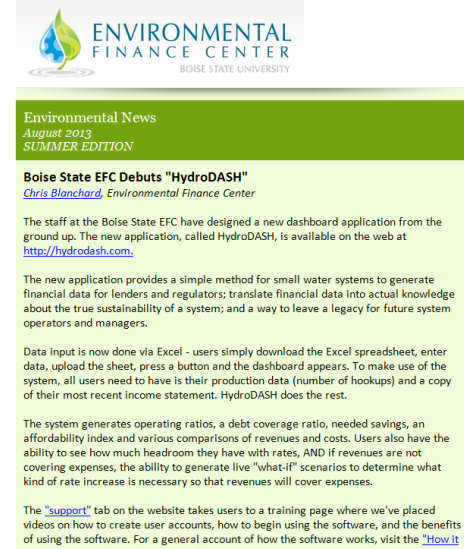 ENVIRONMENTAL
FINANCE CENTER
BOISE STATE UNIVERSITY
Environmental News
August 2013
SUMMER EDITION
Boise State EFC Debuts "HydroDASH"
Chris Blanchard, Environmental Finance Center
The staff at the Boise State EFC have designed a new dashboard application from the
ground up. The new application, called HydroDASH, is available on the web at
http://hydrodash.com.
The new application provides a simple method for small water systems to generate
financial data for lenders and regulators; translate financial data into actual knowledge
about the true sustainability of a system; and a way to leave a legacy for future system
operators and managers.
Data input is now done via Excel - users simply download the Excel spreadsheet, enter
data, upload the sheet, press a button and the dashboard appears. To make use of the
system, all users need to have is their production data (number of hookups) and a copy
of their most recent income statement. HydroDASH does the rest.
The system generates operating ratios, a debt coverage ratio, needed savings, an
affordability index and various comparisons of revenues and costs. Users also have the
ability to see how much headroom they have with rates, AND if revenues are not
covering expenses, the ability to generate live "what-if" scenarios to determine what
kind of rate increase is necessary so that revenues will cover expenses.
The "support" tab on the website takes users to a training page where we've placed
videos on how to create user accounts, how to begin using the software, and the benefits
of using the software. For a general account of how the software works, visit the "How it